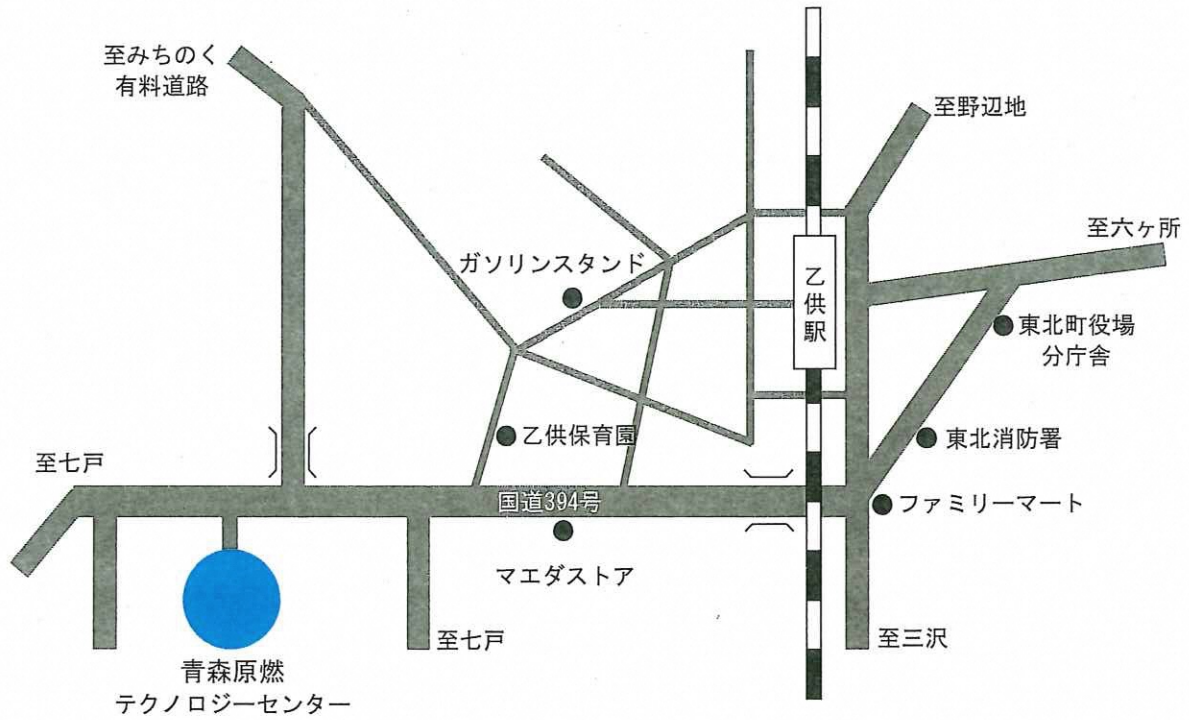 至みちのく
有料道路
至野辺地
至六ヶ所
ガソリンスタンド
乙供駅
東北町役場
分庁舎
乙供保育園
東北消防署
至七戸
国道394号
ファミリーマート
マエダストア
至七戸
至三沢
青森原燃
テクノロジーセンター